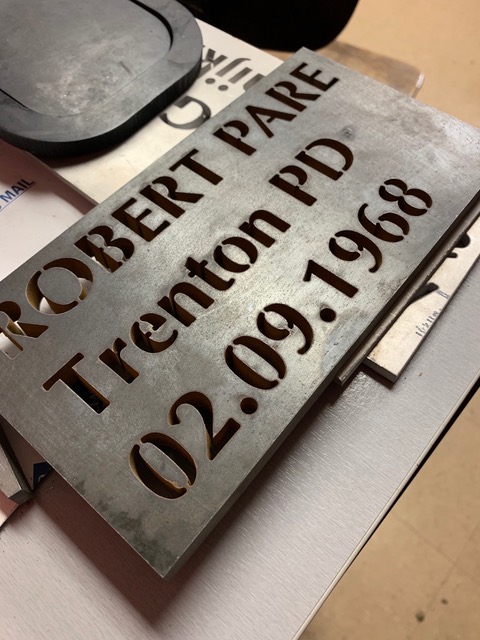 ROBERT PARE
Trenton PD
02.09.1968
MAIL